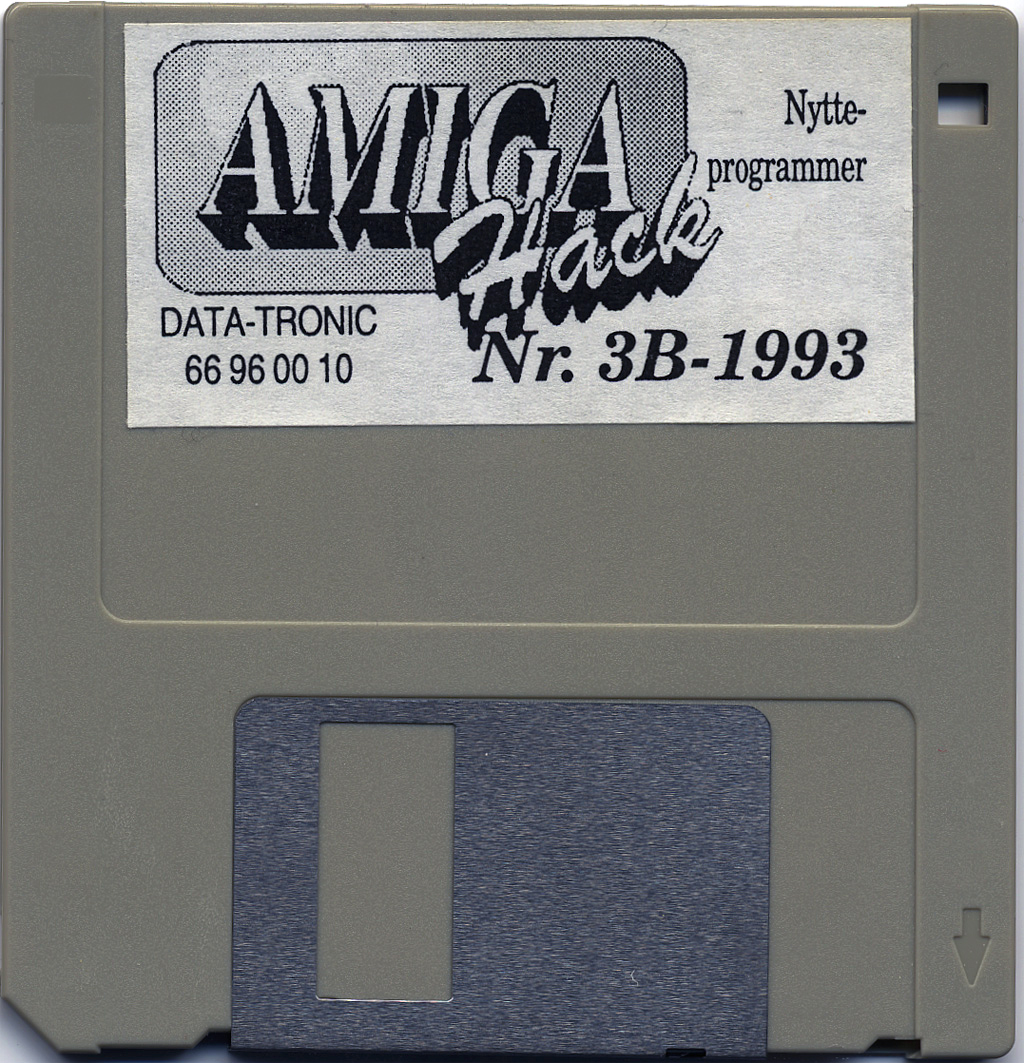 AMIGA
Hack
Nytte-
programmer
DATA-TRONIC
66 96 00 10
Nr. 3B-1993